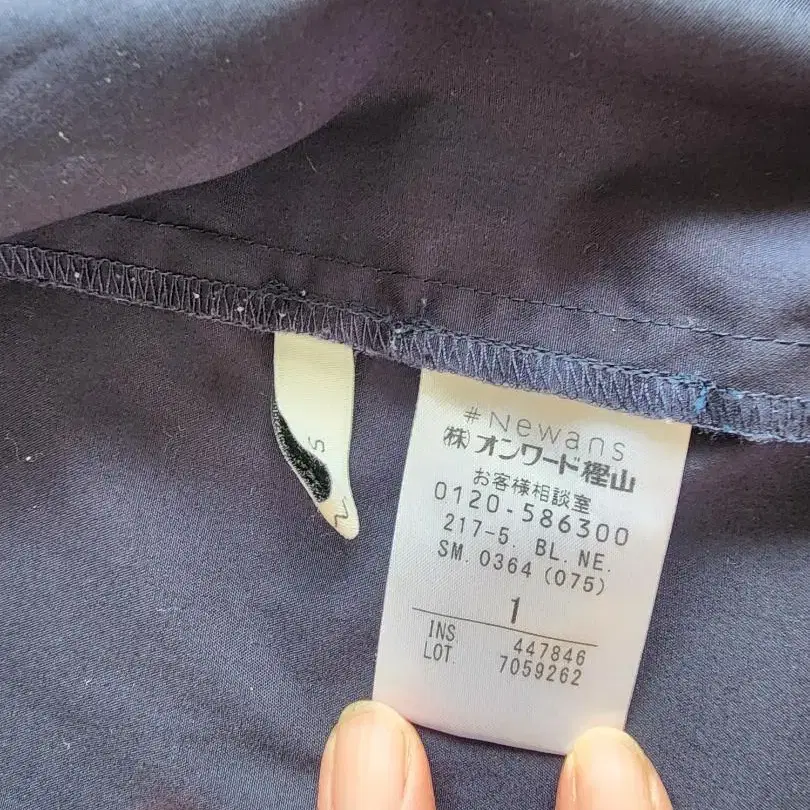 #Newans
㈱オンワード樫山
お客様相談室
0120-586300
217-5. BL. NE.
SM. 0364 (075)
1
INS 447846
LOT. 7059262